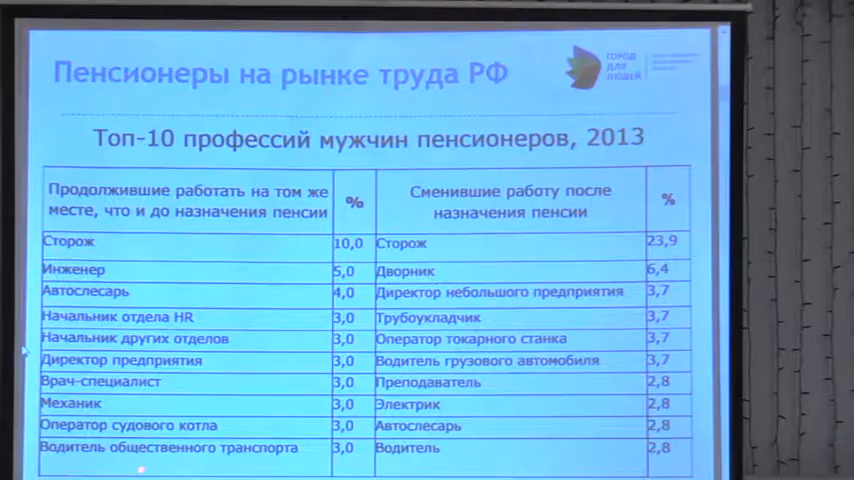 Пенсионеры на рынке труда РФ
ГОРОД
ДЛЯ
ЛЮДЕЙ
Топ-10 профессий мужчин пенсионеров, 2013
Продолжившие работать на том же месте, что и до назначения пенсии % Сменившие работу после назначения пенсии %
Сторож 10,0 Сторож 23,9
Инженер 5,0 Дворник 6,4
Автослесарь 4,0 Директор небольшого предприятия 3,7
Начальник отдела HR 3,0 Трубоукладчик 3,7
Начальник других отделов 3,0 Оператор токарного станка 3,7
Директор предприятия 3,0 Водитель грузового автомобиля 3,7
Врач-специалист 3,0 Преподаватель 2,8
Механик 3,0 Электрик 2,8
Оператор судового котла 3,0 Автослесарь 2,8
Водитель общественного транспорта 3,0 Водитель 2,8